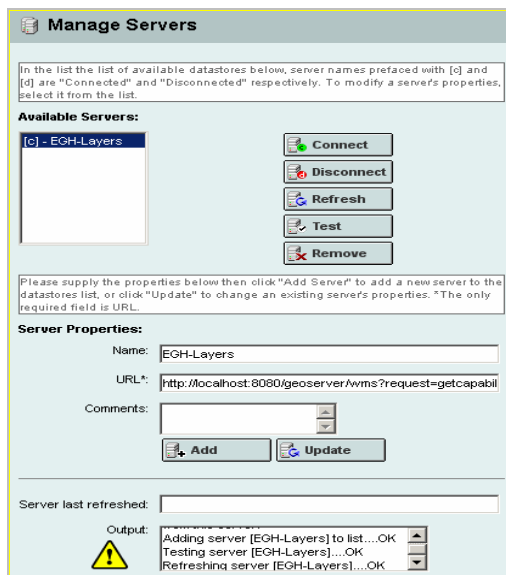 Manage Servers
In the list the list of available datastores below, server names prefaced with [c] and
[d] are "Connected" and "Disconnected" respectively. To modify a server's properties,
select it from the list.
Available Servers:
[c] - EGH-Layers
Connect
Disconnect
Refresh
Test
Remove
Please supply the properties below then click "Add Server" to add a new server to the
datastores list, or click "Update" to change an existing server's properties. *The only
required field is URL.
Server Properties:
Name: EGH-Layers
URL*: http://localhost:8080/geoserver/wms?request=getcapabil
Comments:
Add Update
Server last refreshed:
Output:
Adding server [EGH-Layers] to list....OK
Testing server [EGH-Layers]....OK
Refreshing server [EGH-Layers]....OK